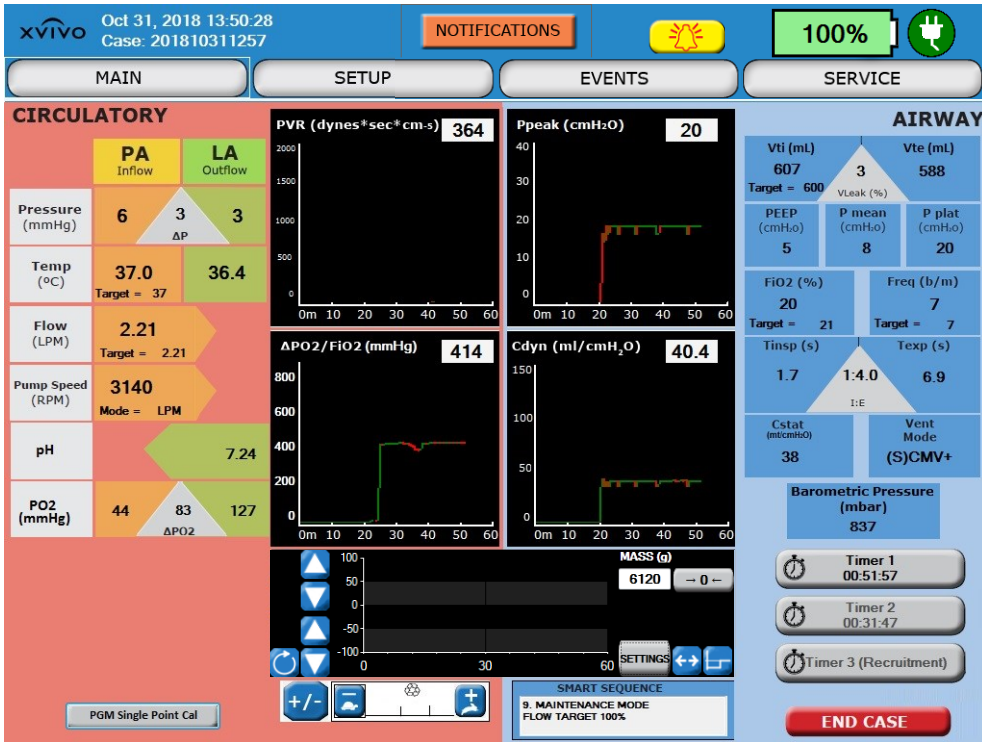 xvivo
Oct 31, 2018 13:50:28
Case: 201810311257
NOTIFICATIONS
100%
MAIN
SETUP
EVENTS
SERVICE
CIRCULATORY
PA
Inflow
LA
Outflow
Pressure
(mmHg)
6
3
ΔP
3
Temp
(ºC)
37.0
Target = 37
36.4
Flow
(LPM)
2.21
Target = 2.21
Pump Speed
(RPM)
3140
Mode = LPM
pH
7.24
PO2
(mmHg)
44
83
ΔPO2
127
PGM Single Point Cal
PVR (dynes*sec*cm-5)
364
2000
1500
1000
500
0
0m 10 20 30 40 50 60
Ppeak (cmH₂O)
20
40
30
20
10
0
0m 10 20 30 40 50 60
ΔPO2/FiO2 (mmHg)
414
800
600
400
200
0
0m 10 20 30 40 50 60
Cdyn (ml/cmH₂O)
40.4
150
100
50
0
0m 10 20 30 40 50 60
100
50
0
-50
-100
0 30 60
MASS (g)
6120
→ 0 ←
SETTINGS
+/-
SMART SEQUENCE
9. MAINTENANCE MODE
FLOW TARGET 100%
AIRWAY
Vti (mL)
607
Target = 600
3
VLeak (%)
Vte (mL)
588
PEEP
(cmH₂o)
5
P mean
(cmH₂o)
8
P plat
(cmH₂o)
20
FiO2 (%)
20
Target = 21
Freq (b/m)
7
Target = 7
Tinsp (s)
1.7
1:4.0
I:E
Texp (s)
6.9
Cstat
(mt/cmH₂O)
38
Vent
Mode
(S)CMV+
Barometric Pressure
(mbar)
837
Timer 1
00:51:57
Timer 2
00:31:47
Timer 3 (Recruitment)
END CASE